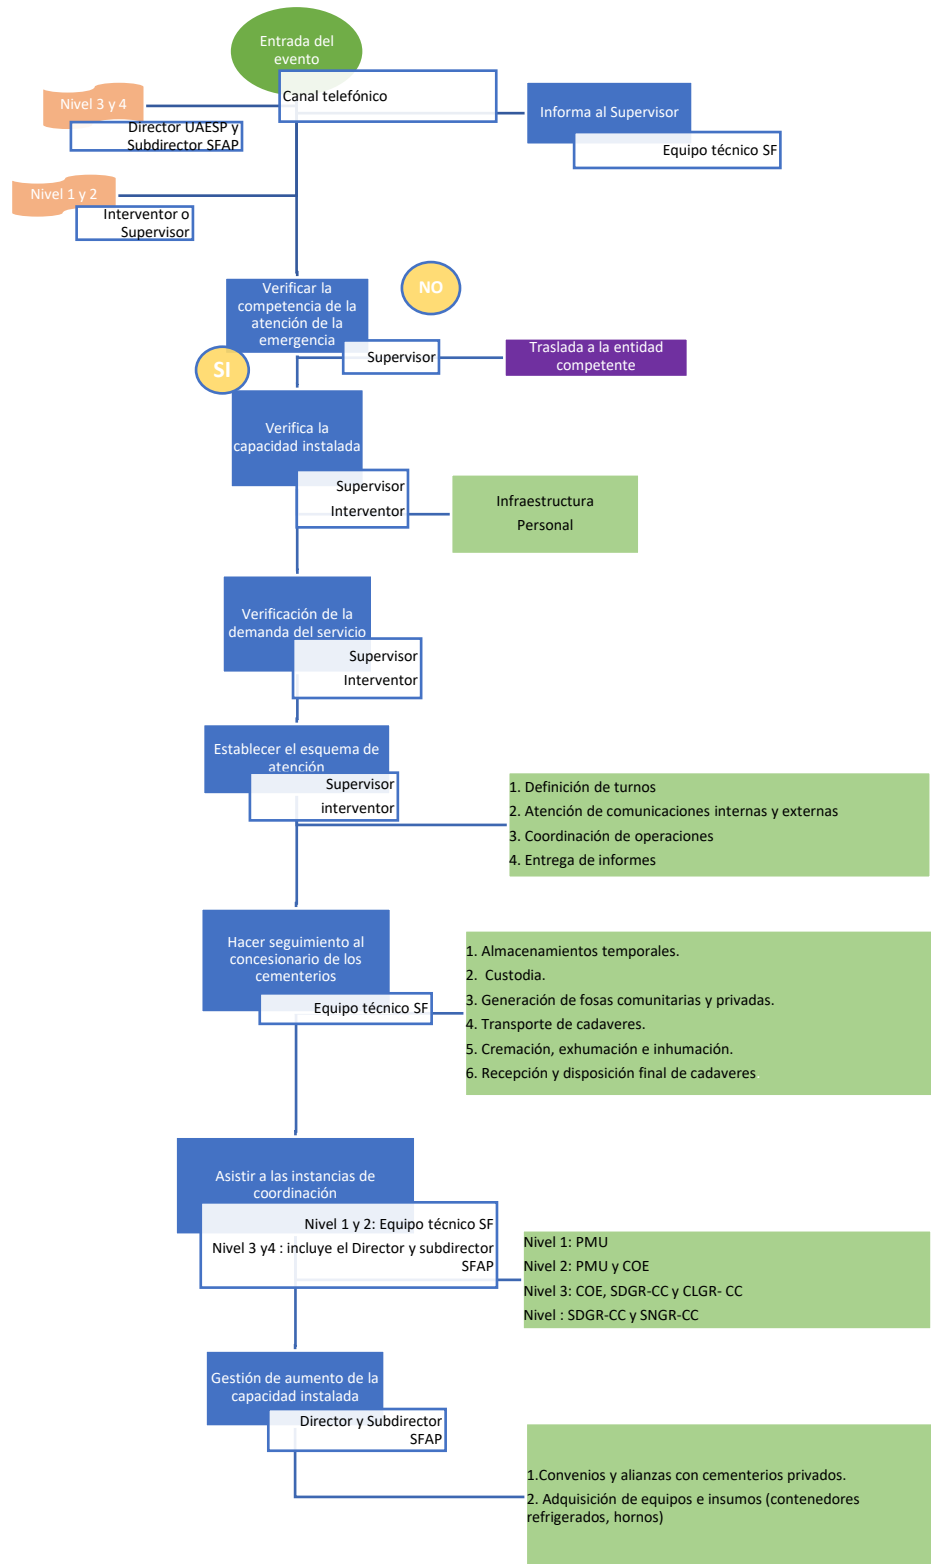 Entrada del
evento
Canal telefónico
Nivel 3 y 4
Director UAESP y
Subdirector SFAP
Informa al Supervisor
Equipo técnico SF
Nivel 1 y 2
Interventor o
Supervisor
Verificar la
competencia de la
atención de la
emergencia
NO
Supervisor
Traslada a la entidad
competente
SI
Verifica la
capacidad instalada
Supervisor
Interventor
Infraestructura
Personal
Verificación de la
demanda del servicio
Supervisor
Interventor
Establecer el esquema de
atención
Supervisor
interventor
1. Definición de turnos
2. Atención de comunicaciones internas y externas
3. Coordinación de operaciones
4. Entrega de informes
Hacer seguimiento al
concesionario de los
cementerios
Equipo técnico SF
1. Almacenamientos temporales.
2. Custodia.
3. Generación de fosas comunitarias y privadas.
4. Transporte de cadaveres.
5. Cremación, exhumación e inhumación.
6. Recepción y disposición final de cadaveres.
Asistir a las instancias de
coordinación
Nivel 1 y 2: Equipo técnico SF
Nivel 3 y4 : incluye el Director y subdirector
SFAP
Nivel 1: PMU
Nivel 2: PMU y COE
Nivel 3: COE, SDGR-CC y CLGR- CC
Nivel : SDGR-CC y SNGR-CC
Gestión de aumento de la
capacidad instalada
Director y Subdirector
SFAP
1.Convenios y alianzas con cementerios privados.
2. Adquisición de equipos e insumos (contenedores
refrigerados, hornos)